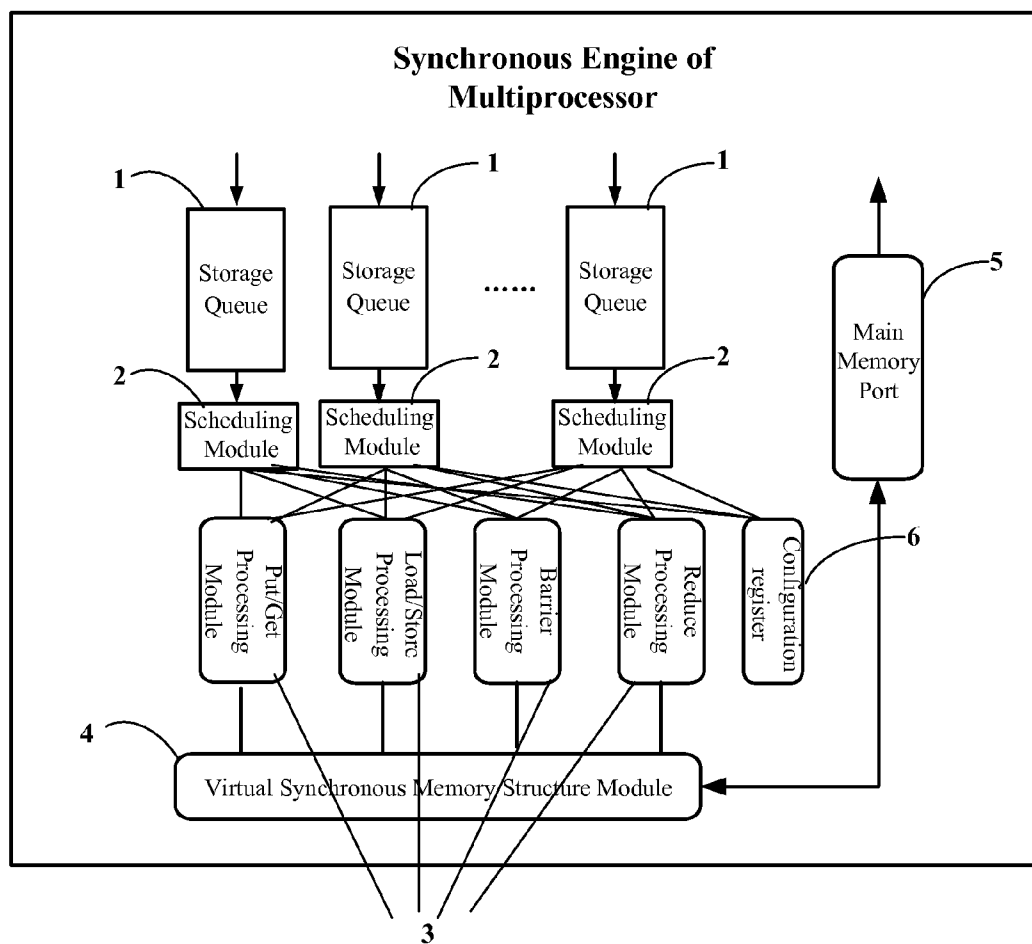 Synchronous Engine of
Multiprocessor
1
1
1
Storage
Queue
Storage
Queue
......
Storage
Queue
5
Main
Memory
Port
2
2
2
Scheduling
Module
Scheduling
Module
Scheduling
Module
Put/Get
Processing
Module
Load/Storc
Processing
Module
Barrier
Processing
Module
Reduce
Processing
Module
Configuration
register
6
4
Virtual Synchronous Memory Structure Module
3